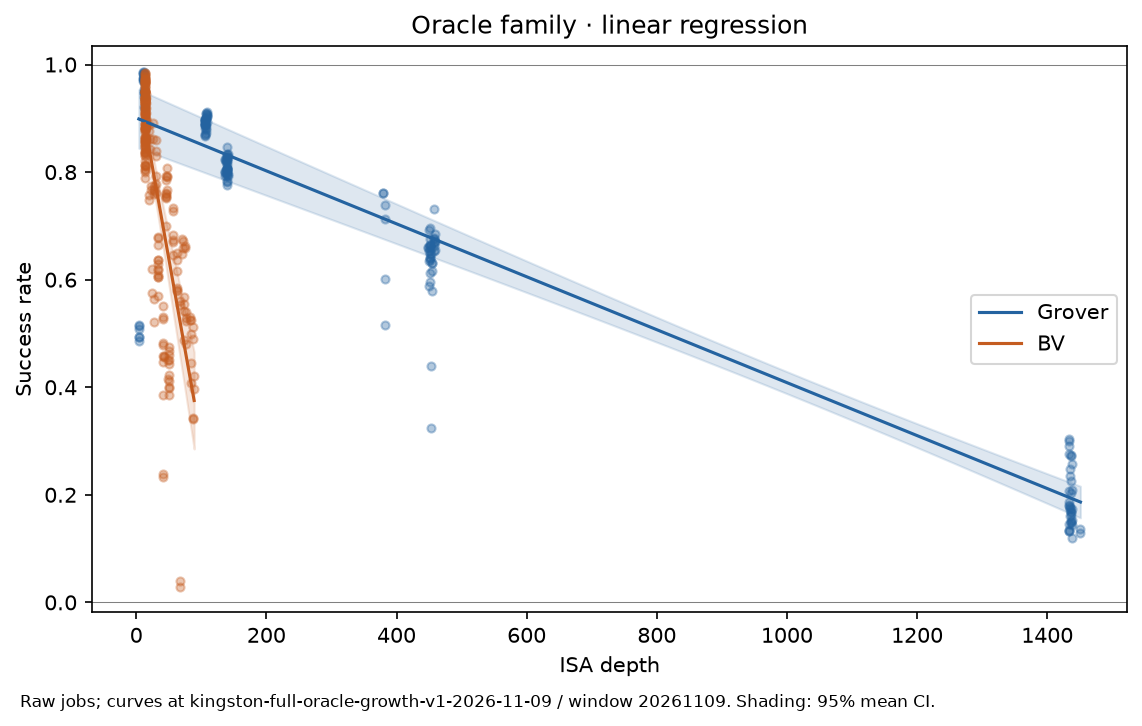 Oracle family · linear regression
Success rate
1.0
0.8
0.6
0.4
0.2
0.0
Grover
BV
0 200 400 600 800 1000 1200 1400
ISA depth
Raw jobs; curves at kingston-full-oracle-growth-v1-2026-11-09 / window 20261109. Shading: 95% mean CI.